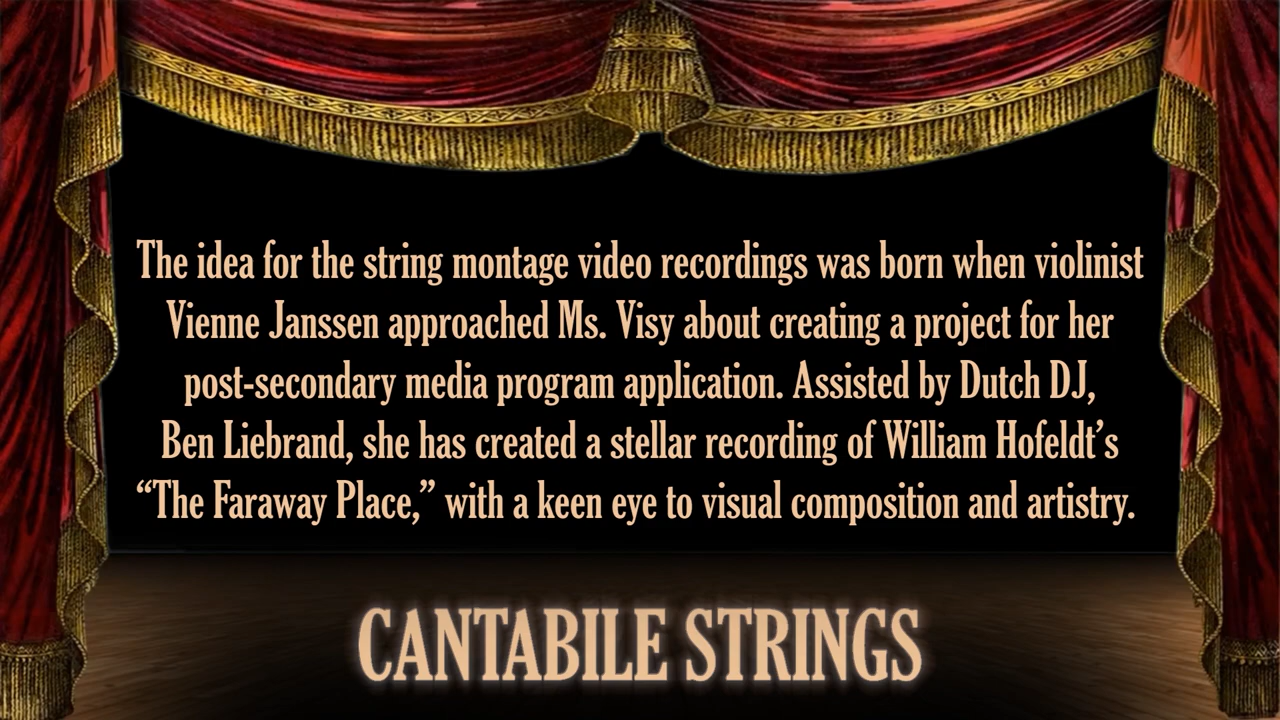 The idea for the string montage video recordings was born when violinist
Vienne Janssen approached Ms. Visy about creating a project for her
post-secondary media program application. Assisted by Dutch DJ,
Ben Liebrand, she has created a stellar recording of William Hofeldt’s
“The Faraway Place,” with a keen eye to visual composition and artistry.
CANTABILE STRINGS